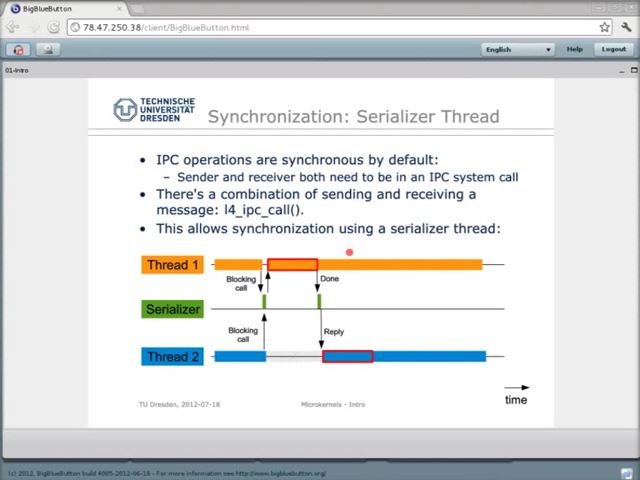 BigBlueButton
78.47.250.38/client/BigBlueButton.html
English
Help
Logout
01-Intro
TECHNISCHE
UNIVERSITÄT
DRESDEN
Synchronization: Serializer Thread
• IPC operations are synchronous by default:
– Sender and receiver both need to be in an IPC system call
• There's a combination of sending and receiving a
message: l4_ipc_call().
• This allows synchronization using a serializer thread:
Thread 1
Blocking
call
Done
Serializer
Blocking
call
Reply
Thread 2
time
TU Dresden, 2012-07-18
Microkernels - Intro
(c) 2012, BigBlueButton build 4005-2012-06-18 - For more information see http://www.bigbluebutton.org/